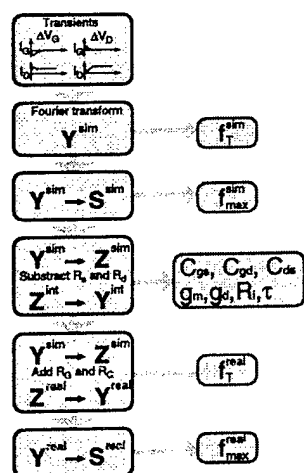 Transients
ΔV_G ΔV_D
I_G I_G
I_D I_D
Fourier transform
Y^sim
f_T^sim
Y^sim → S^sim
f_max^sim
Y^sim → Z^sim
Substract R_s and R_d
Z^int → Y^int
C_gs, C_gd, C_ds
g_m, g_d, R_i, τ
Y^sim → Z^sim
Add R_G and R_C
Z^real → Y^real
f_T^real
Y^real → S^real
f_max^real